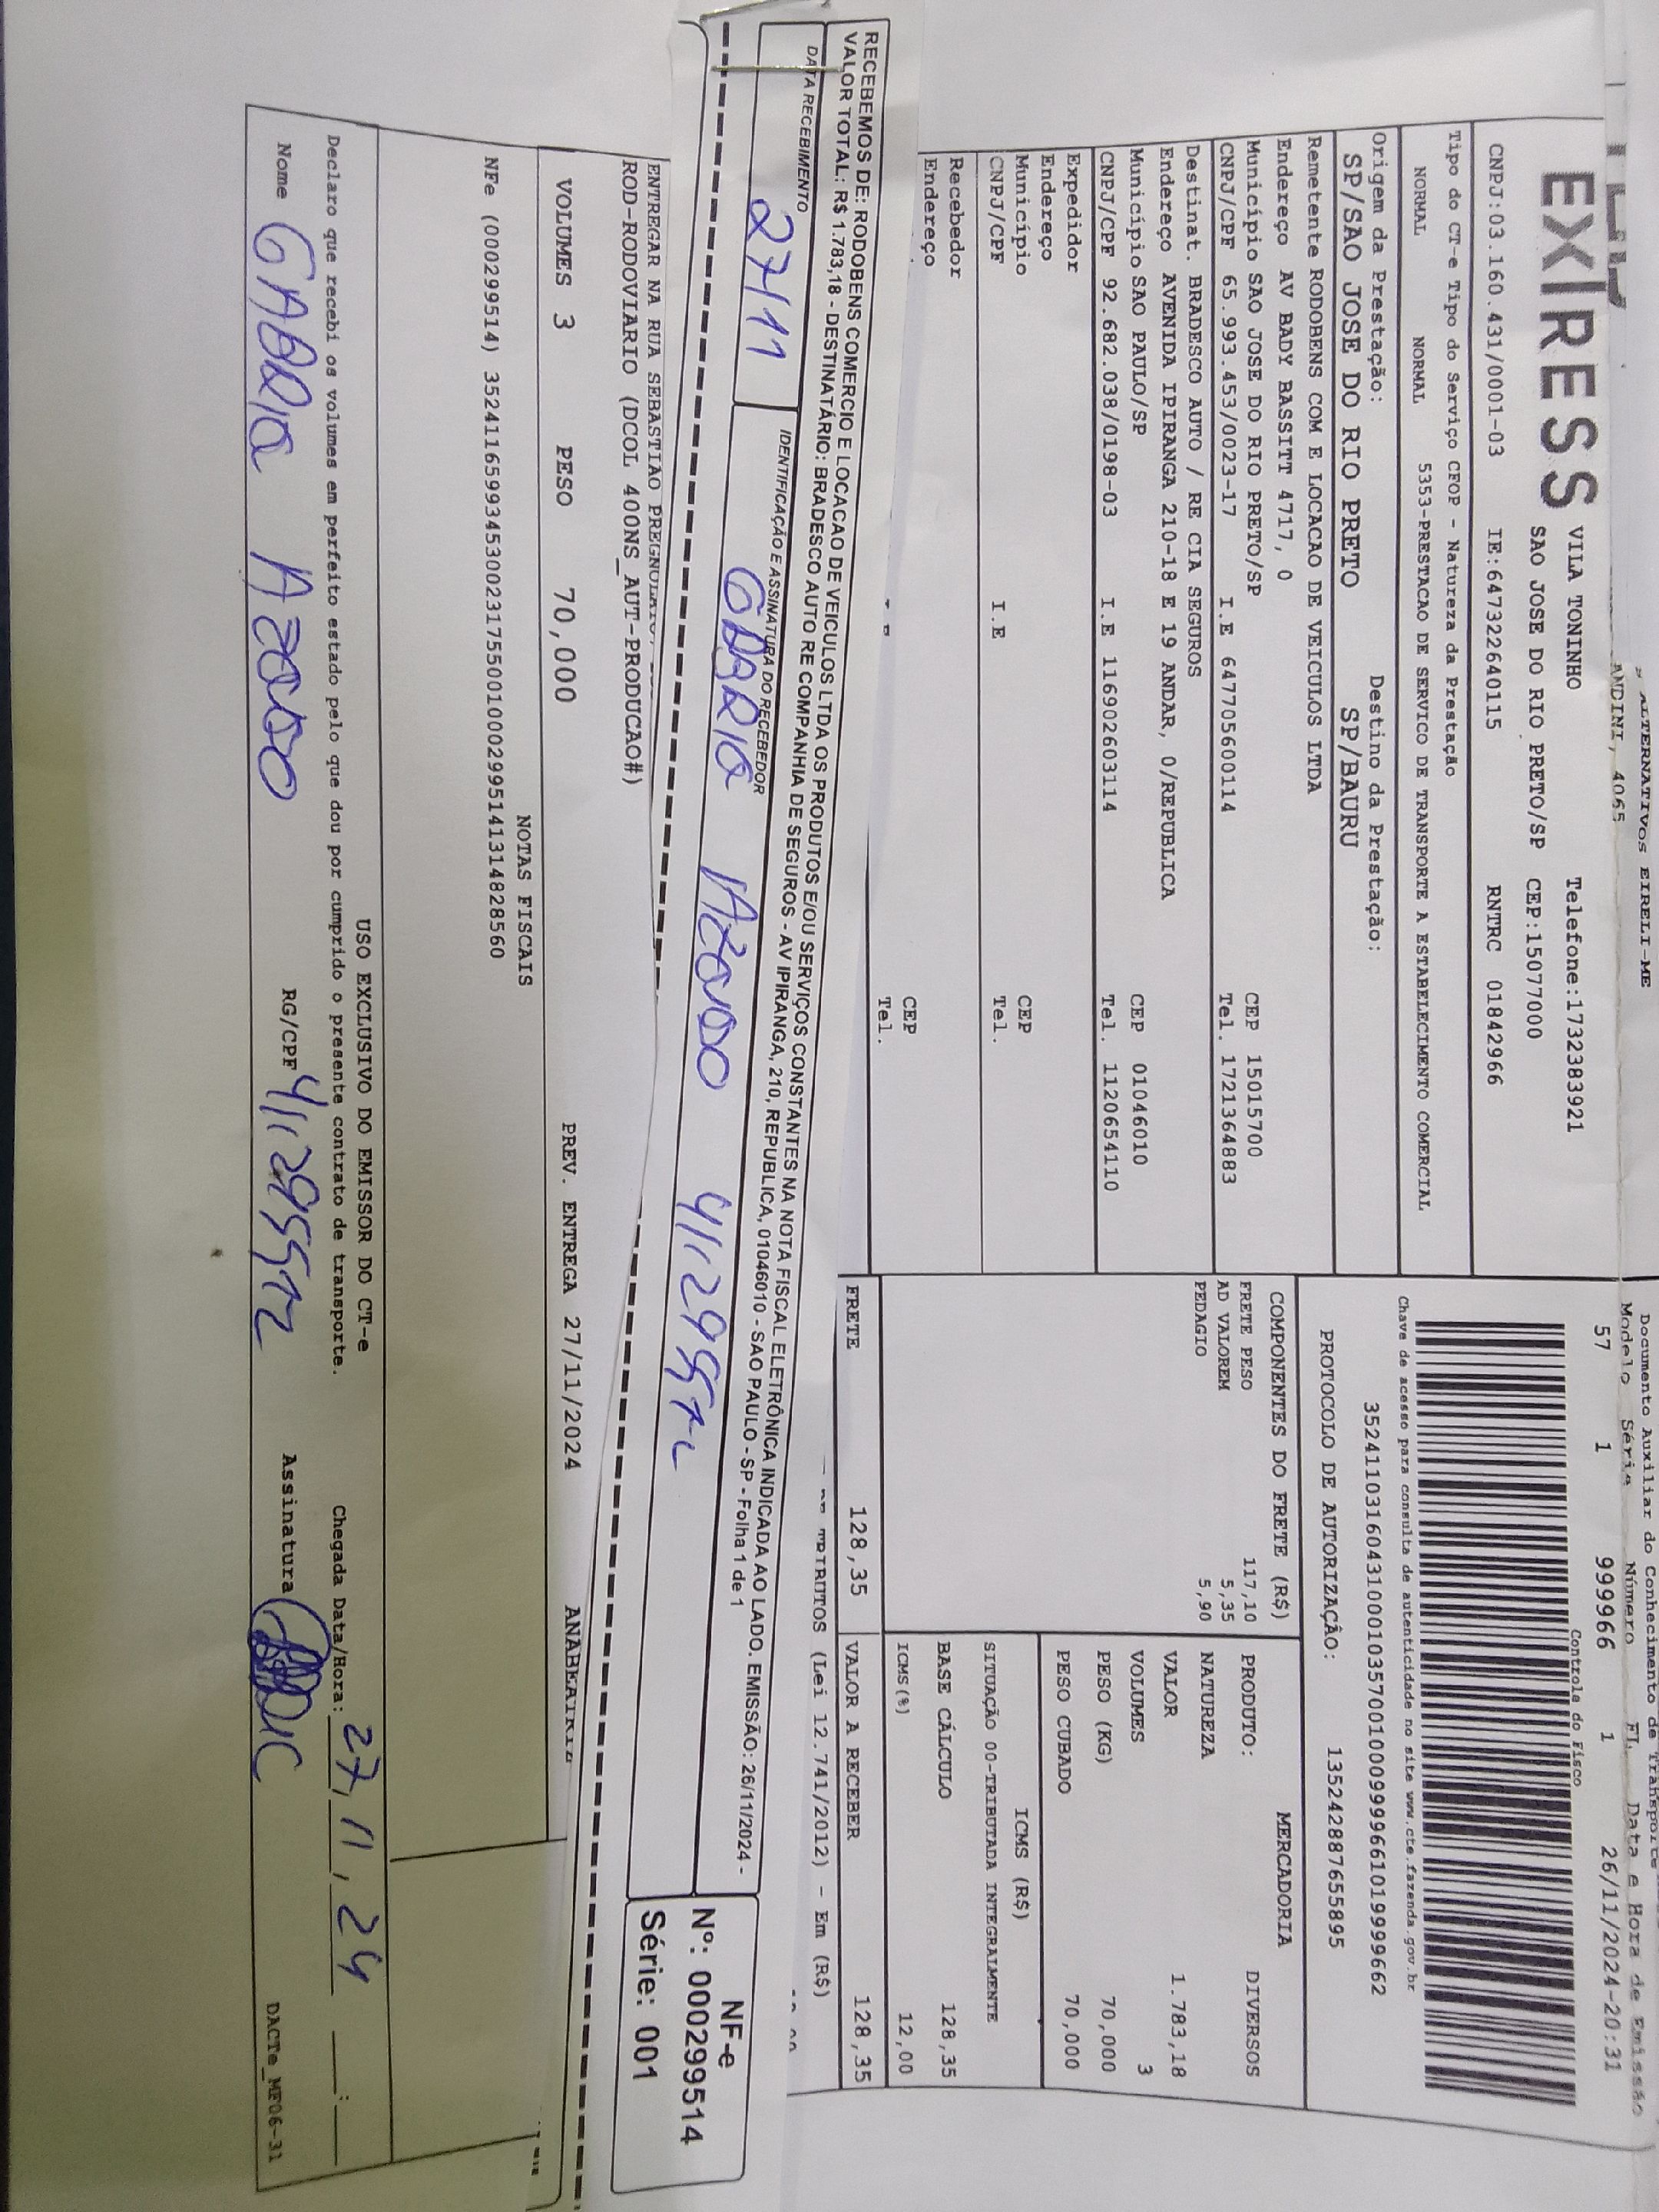 ALTERNATIVOS EIRELI-ME
ANDINI, 4065
EXPRESS
VILA TONINHO Telefone:1732383921
SAO JOSE DO RIO PRETO/SP CEP:15077000
CNPJ:03.160.431/0001-03 IE:647322640115 RNTRC 01842966
Documento Auxiliar do Conhecimento de Transporte
Modelo Série Número FL. Data e Hora de Emissão
57 1 999966 1 26/11/2024-20:31
Controle do Fisco
Chave de acesso para consulta de autenticidade no site www.cte.fazenda.gov.br
35241103160431000103570010009999661019999662
PROTOCOLO DE AUTORIZAÇÃO: 135242887655895
Tipo do CT-e Tipo do Serviço CFOP - Natureza da Prestação
NORMAL NORMAL 5353-PRESTACAO DE SERVICO DE TRANSPORTE A ESTABELECIMENTO COMERCIAL
Origem da Prestação: Destino da Prestação:
SP/SAO JOSE DO RIO PRETO SP/BAURU
Remetente RODOBENS COM E LOCACAO DE VEICULOS LTDA
Endereço AV BADY BASSITT 4717, 0
Município SAO JOSE DO RIO PRETO/SP CEP 15015700
CNPJ/CPF 65.993.453/0023-17 I.E 647705600114 Tel. 1721364883
Destinat. BRADESCO AUTO / RE CIA SEGUROS
Endereço AVENIDA IPIRANGA 210-18 E 19 ANDAR, 0/REPUBLICA
Município SAO PAULO/SP CEP 01046010
CNPJ/CPF 92.682.038/0198-03 I.E 116902603114 Tel. 1120654110
Expedidor
Endereço
Município CEP
CNPJ/CPF I.E Tel.
Recebedor
Endereço CEP
Tel.
COMPONENTES DO FRETE (R$)
FRETE PESO 117,10
AD VALOREM 5,35
PEDAGIO 5,90
MERCADORIA
PRODUTO: DIVERSOS
NATUREZA
VALOR 1.783,18
VOLUMES 3
PESO (KG) 70,000
PESO CUBADO 70,000
ICMS (R$)
SITUAÇÃO 00-TRIBUTADA INTEGRALMENTE
BASE CÁLCULO 128,35
ICMS(%) 12,00
FRETE 128,35 VALOR A RECEBER 128,35
TRIBUTOS (Lei 12.741/2012) - Em (R$)
RECEBEMOS DE: RODOBENS COMERCIO E LOCACAO DE VEICULOS LTDA OS PRODUTOS E/OU SERVIÇOS CONSTANTES NA NOTA FISCAL ELETRÔNICA INDICADA AO LADO. EMISSÃO: 26/11/2024 -
VALOR TOTAL: R$ 1.783,18 - DESTINATÁRIO: BRADESCO AUTO RE COMPANHIA DE SEGUROS - AV IPIRANGA, 210, REPUBLICA, 01046010 - SAO PAULO - SP - Folha 1 de 1
DATA RECEBIMENTO IDENTIFICAÇÃO E ASSINATURA DO RECEBEDOR
27/11
NF-e
Nº: 000299514
Série: 001
ENTREGAR NA RUA SEBASTIAO
ROD-RODOVIARIO (DCOL 400NS_AUT-PRODUCAO#)
VOLUMES 3 PESO 70,000 PREV. ENTREGA 27/11/2024
NOTAS FISCAIS
NFe (000299514) 35241165993453002317550010002995141314828560
USO EXCLUSIVO DO EMISSOR DO CT-e
Declaro que recebi os volumes em perfeito estado pelo que dou por cumprido o presente contrato de transporte. Chegada Data/Hora: 27/11/24 :
Nome RG/CPF Assinatura
DACTe_MF06-31